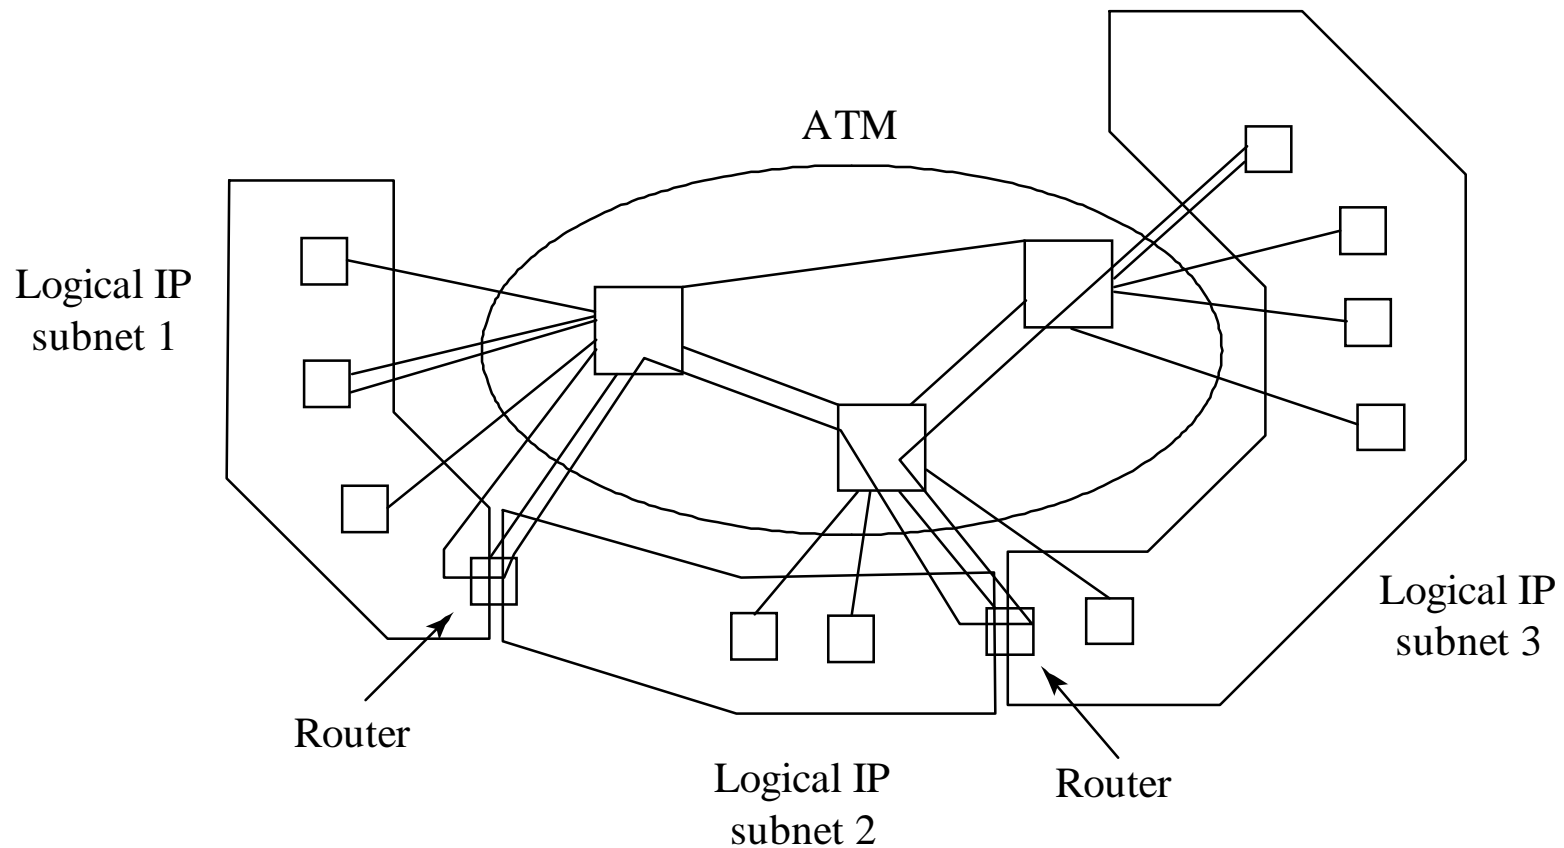 ATM
Logical IP
subnet 1
Logical IP
subnet 3
Router
Logical IP
subnet 2
Router